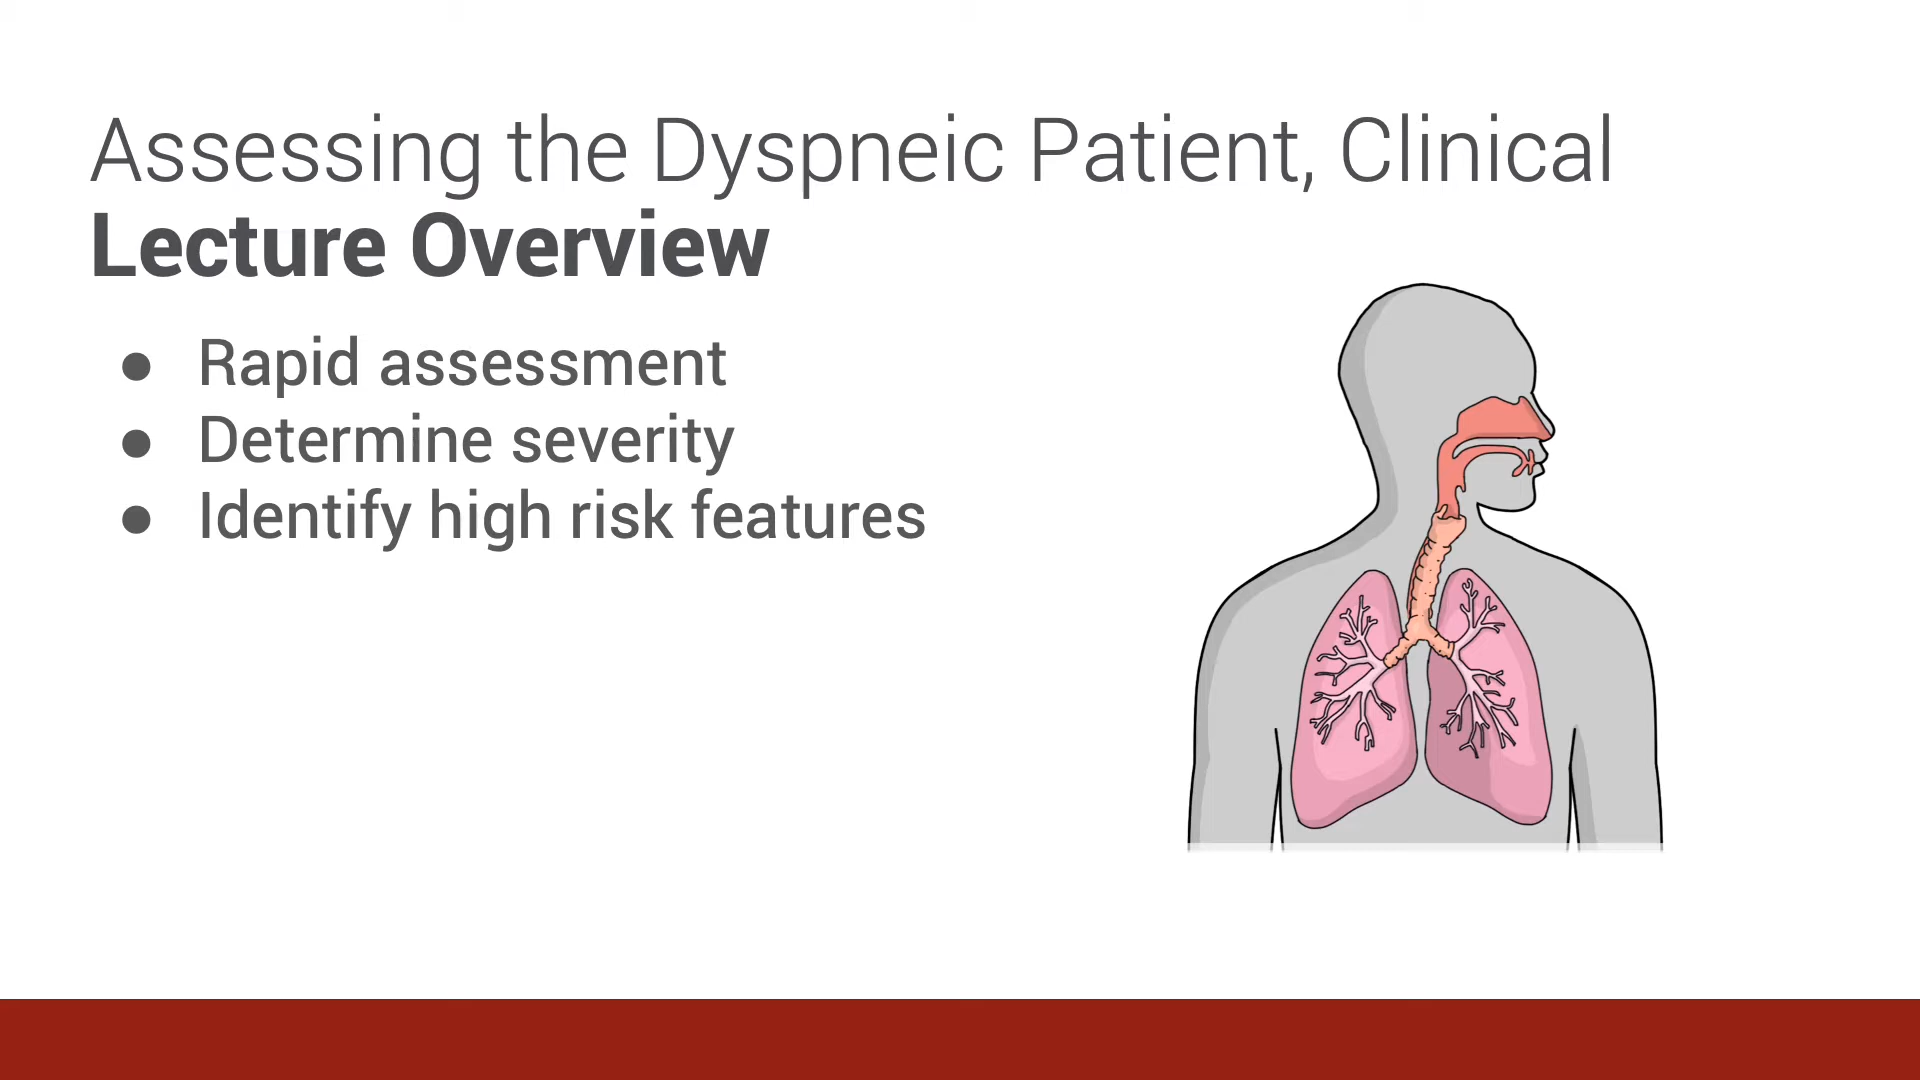 Assessing the Dyspneic Patient, Clinical
Lecture Overview
● Rapid assessment
● Determine severity
● Identify high risk features